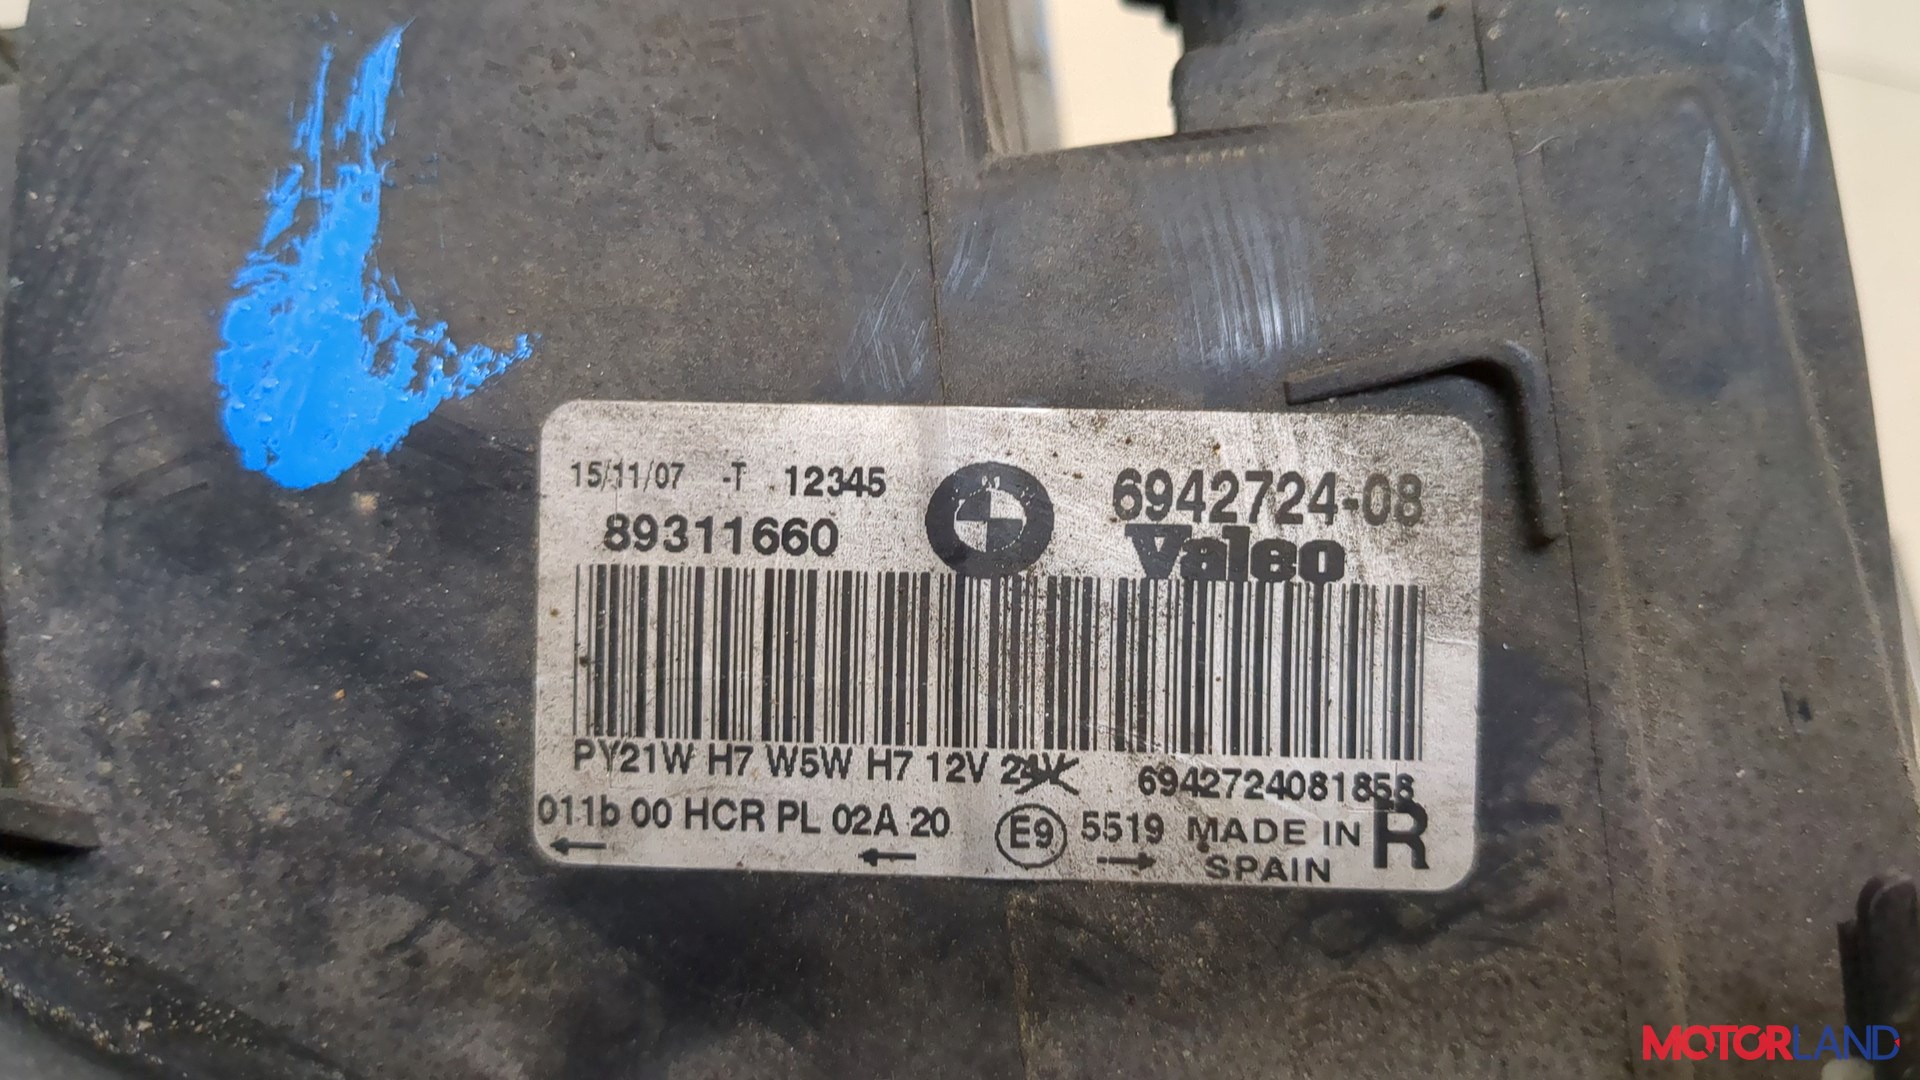 15/11/07 -T 12345
89311660
6942724-08
Valeo
PY21W H7 W5W H7 12V 24V
6942724081858
011b 00 HCR PL 02A 20
E9 5519 MADE IN
SPAIN
R
MOTORLAND